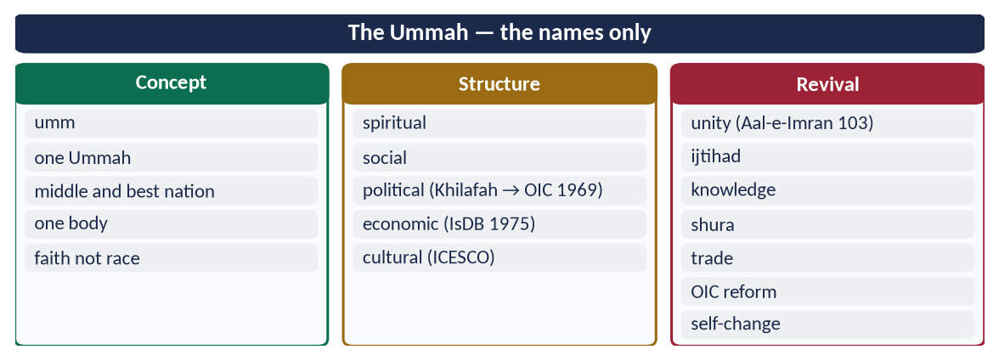 The Ummah — the names only
Concept
umm
one Ummah
middle and best nation
one body
faith not race
Structure
spiritual
social
political (Khilafah → OIC 1969)
economic (IsDB 1975)
cultural (ICESCO)
Revival
unity (Aal-e-Imran 103)
ijtihad
knowledge
shura
trade
OIC reform
self-change